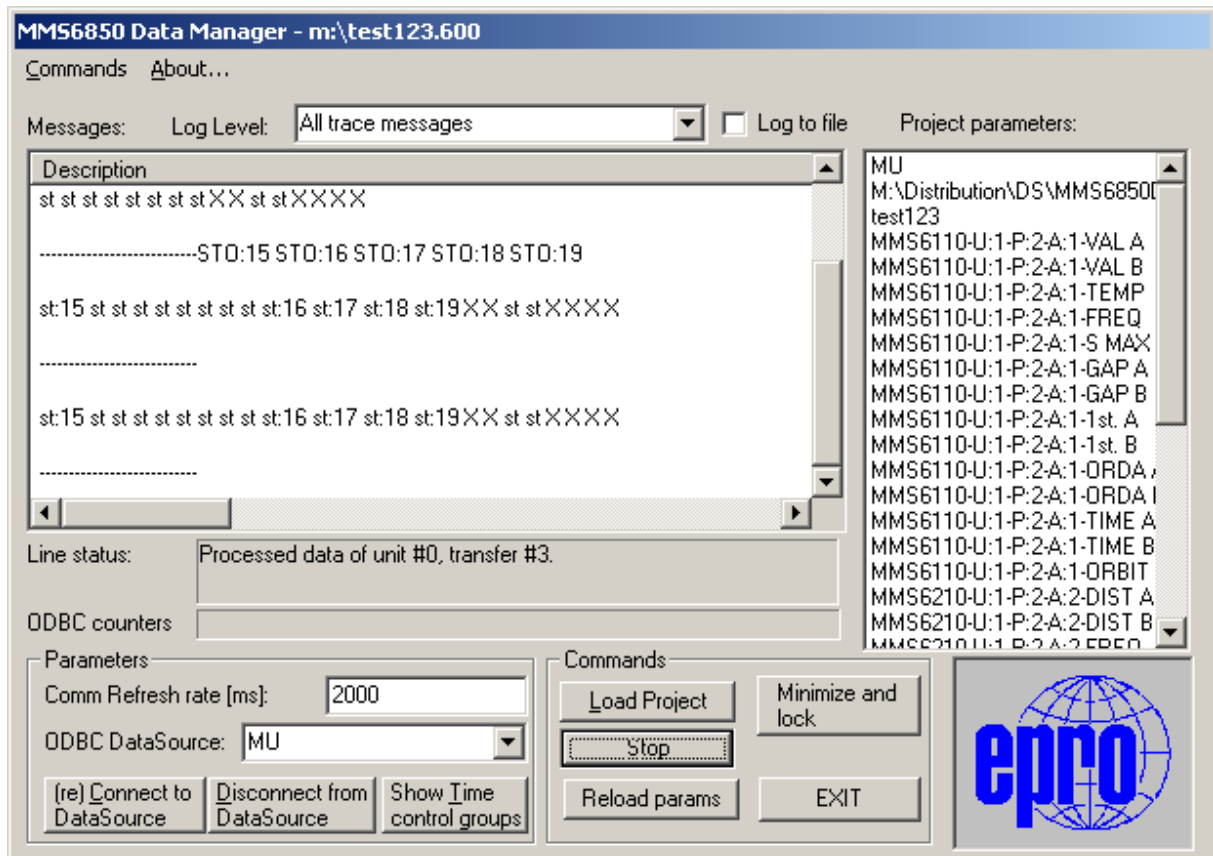 MMS6850 Data Manager - m:\test123.600
Commands About...
Messages: Log Level: All trace messages Log to file
Description
st st st st st st st st XX st st XXXX
---------------------------STO:15 STO:16 STO:17 STO:18 STO:19
st:15 st st st st st st st st st:16 st:17 st:18 st:19 XX st st XXXX
---------------------------
st:15 st st st st st st st st st:16 st:17 st:18 st:19 XX st st XXXX
---------------------------
Line status: Processed data of unit #0, transfer #3.
ODBC counters
Project parameters:
MU
M:\Distribution\DS\MMS6850
test123
MMS6110-U:1-P:2-A:1-VAL A
MMS6110-U:1-P:2-A:1-VAL B
MMS6110-U:1-P:2-A:1-TEMP
MMS6110-U:1-P:2-A:1-FREQ
MMS6110-U:1-P:2-A:1-S MAX
MMS6110-U:1-P:2-A:1-GAP A
MMS6110-U:1-P:2-A:1-GAP B
MMS6110-U:1-P:2-A:1-1st. A
MMS6110-U:1-P:2-A:1-1st. B
MMS6110-U:1-P:2-A:1-ORDA
MMS6110-U:1-P:2-A:1-ORDA
MMS6110-U:1-P:2-A:1-TIME A
MMS6110-U:1-P:2-A:1-TIME B
MMS6110-U:1-P:2-A:1-ORBIT
MMS6210-U:1-P:2-A:2-DIST A
MMS6210-U:1-P:2-A:2-DIST B
MMS6210-U:1-P:2-A:2-FREQ
Parameters
Comm Refresh rate [ms]: 2000
ODBC DataSource: MU
(re) Connect to
DataSource
Disconnect from
DataSource
Show Time
control groups
Commands
Load Project
Stop
Reload params
Minimize and
lock
EXIT
epro